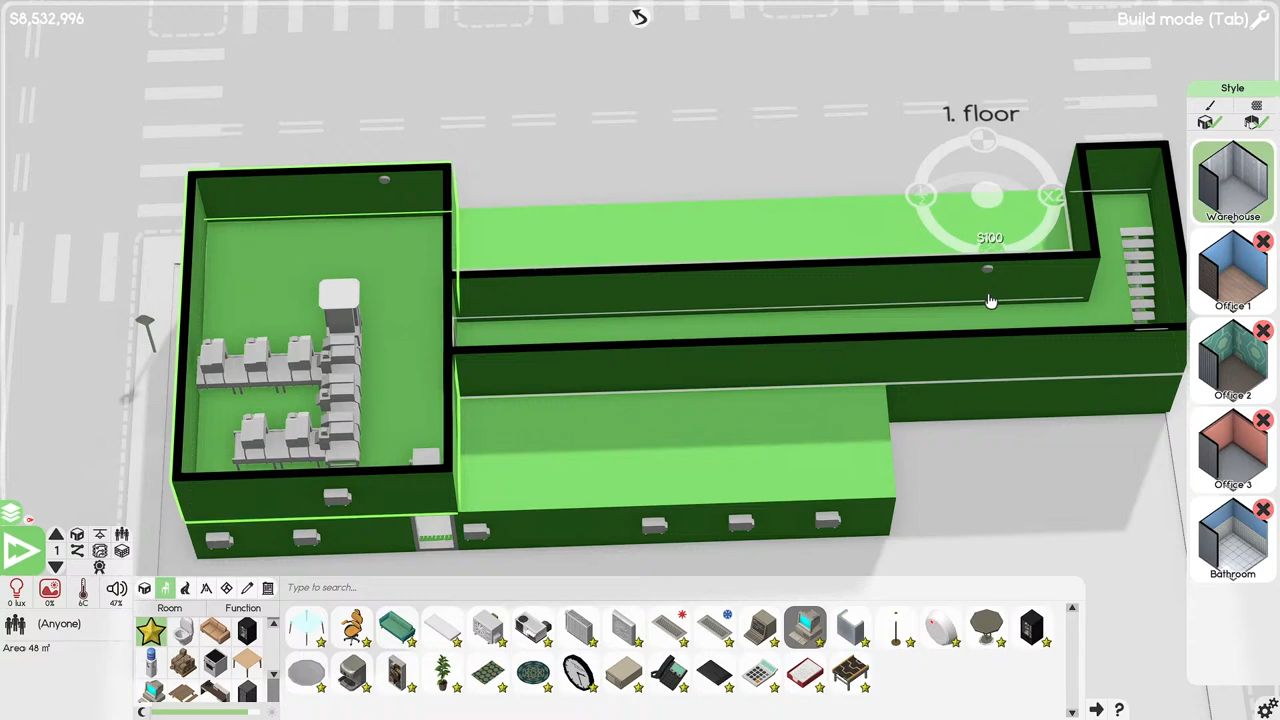 $8,532,996
Build mode (Tab)
1. floor
Style
$100
Warehouse
Office 1
Office 2
Office 3
Bathroom
1
0 lux
0%
6C
47%
Type to search...
Room
Function
(Anyone)
Area: 48 m²
?